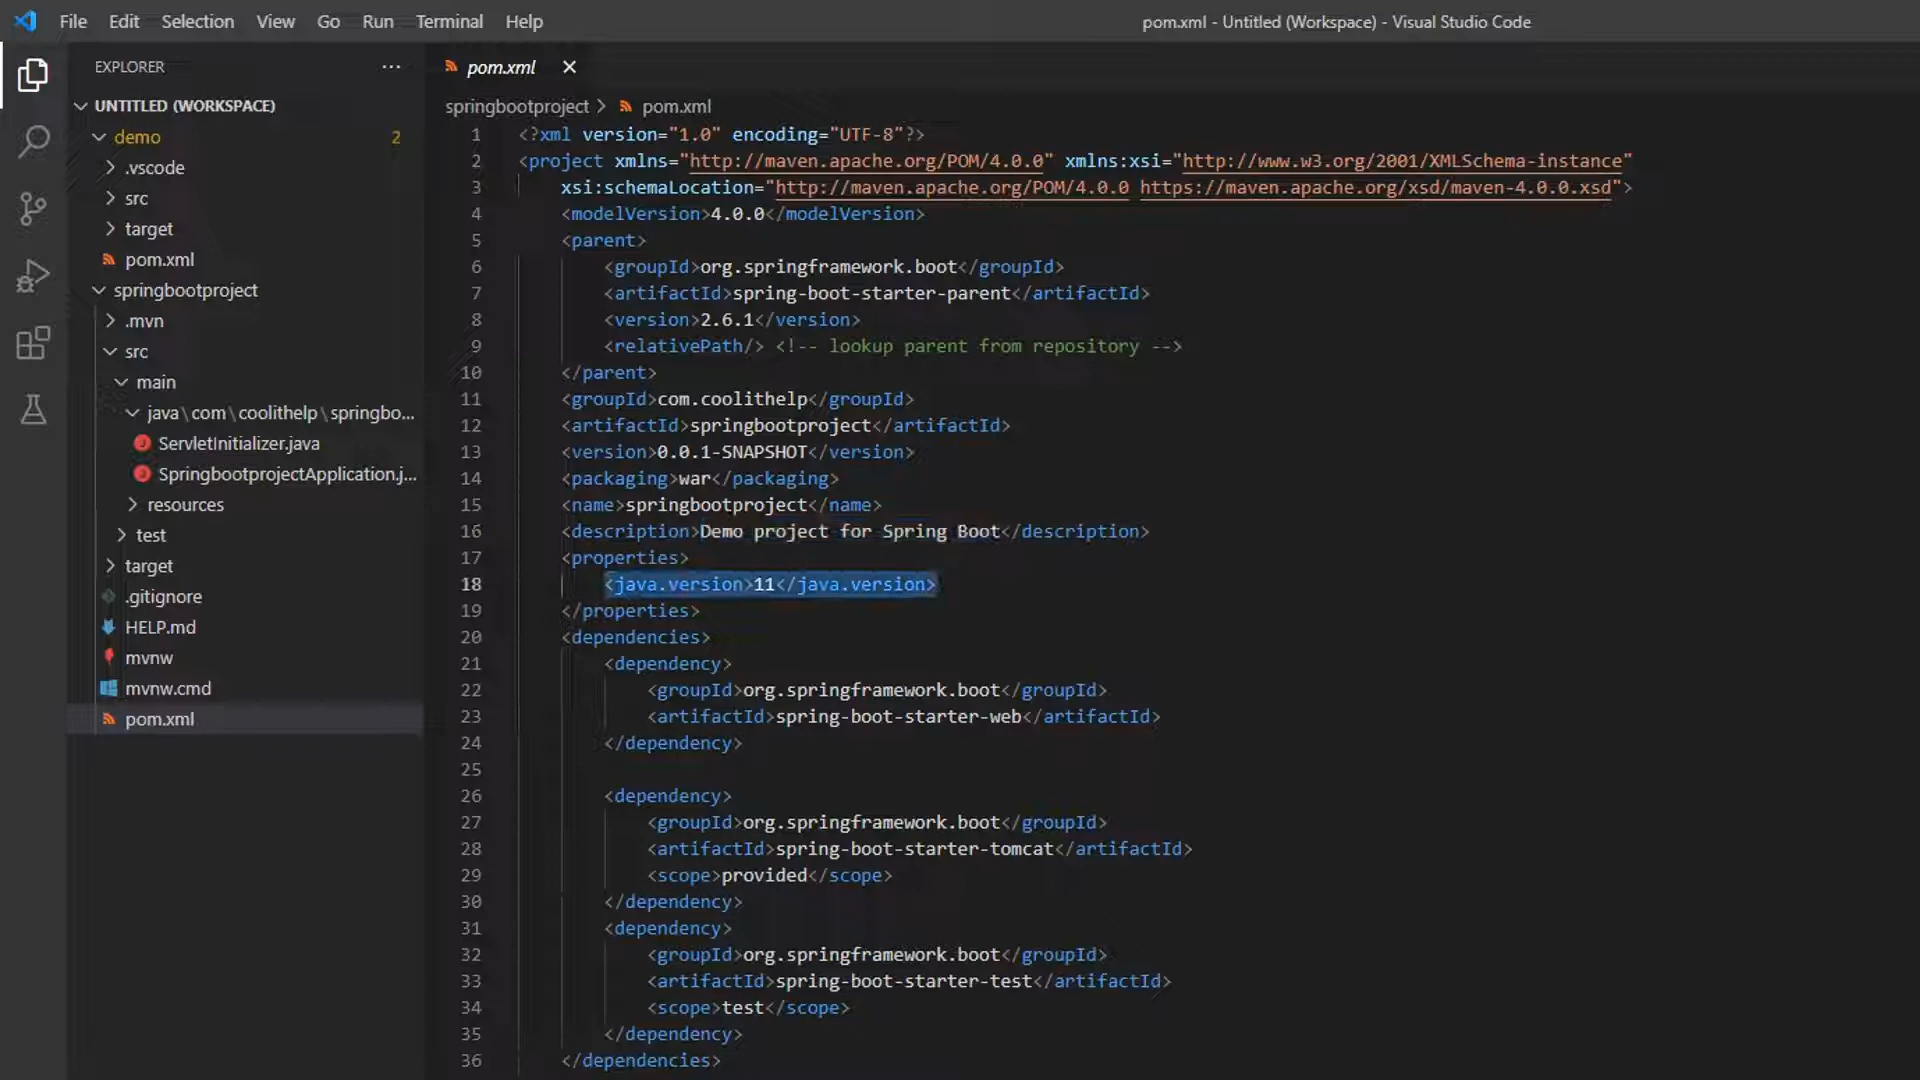 File Edit Selection View Go Run Terminal Help
pom.xml - Untitled (Workspace) - Visual Studio Code
EXPLORER ...
UNTITLED (WORKSPACE)
demo 2
.vscode
src
target
pom.xml
springbootproject
.mvn
src
main
java\com\coolithelp\springbo...
ServletInitializer.java
SpringbootprojectApplication.j...
resources
test
target
.gitignore
HELP.md
mvnw
mvnw.cmd
pom.xml
pom.xml
springbootproject > pom.xml
1 <?xml version="1.0" encoding="UTF-8"?>
2 <project xmlns="http://maven.apache.org/POM/4.0.0" xmlns:xsi="http://www.w3.org/2001/XMLSchema-instance"
3 xsi:schemaLocation="http://maven.apache.org/POM/4.0.0 https://maven.apache.org/xsd/maven-4.0.0.xsd">
4 <modelVersion>4.0.0</modelVersion>
5 <parent>
6 <groupId>org.springframework.boot</groupId>
7 <artifactId>spring-boot-starter-parent</artifactId>
8 <version>2.6.1</version>
9 <relativePath/> <!-- lookup parent from repository -->
10 </parent>
11 <groupId>com.coolithelp</groupId>
12 <artifactId>springbootproject</artifactId>
13 <version>0.0.1-SNAPSHOT</version>
14 <packaging>war</packaging>
15 <name>springbootproject</name>
16 <description>Demo project for Spring Boot</description>
17 <properties>
18 <java.version>11</java.version>
19 </properties>
20 <dependencies>
21 <dependency>
22 <groupId>org.springframework.boot</groupId>
23 <artifactId>spring-boot-starter-web</artifactId>
24 </dependency>
25
26 <dependency>
27 <groupId>org.springframework.boot</groupId>
28 <artifactId>spring-boot-starter-tomcat</artifactId>
29 <scope>provided</scope>
30 </dependency>
31 <dependency>
32 <groupId>org.springframework.boot</groupId>
33 <artifactId>spring-boot-starter-test</artifactId>
34 <scope>test</scope>
35 </dependency>
36 </dependencies>